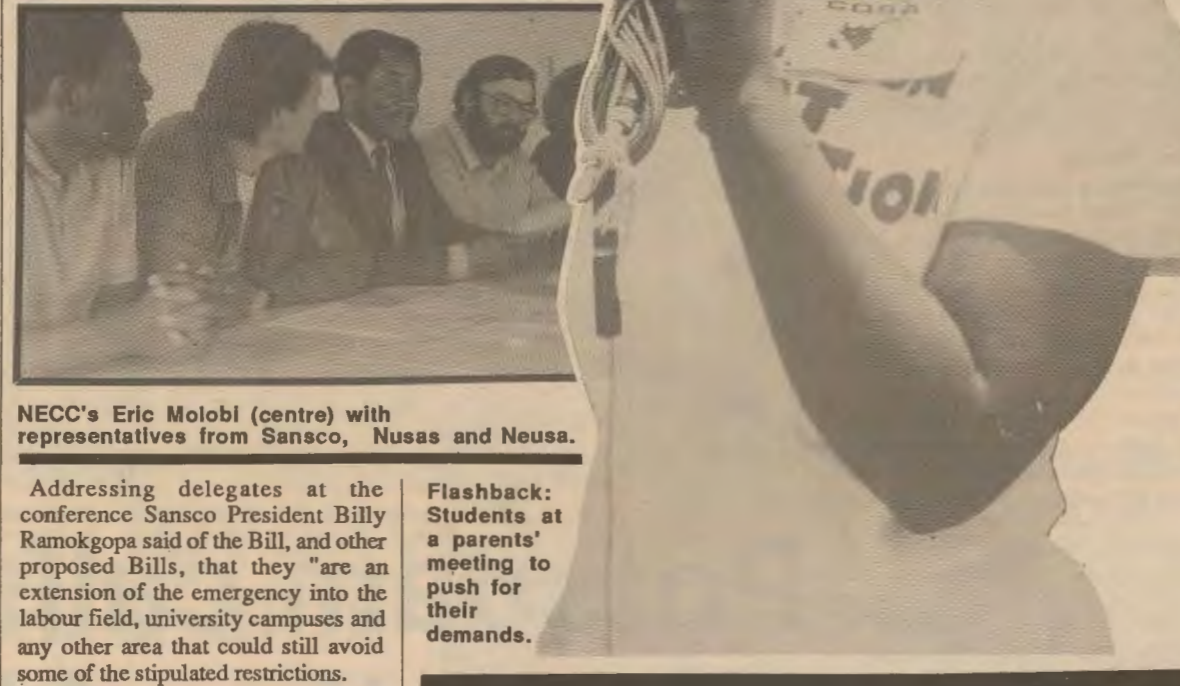 NECC's Eric Molobi (centre) with
representatives from Sansco, Nusas and Neusa.
Addressing delegates at the
conference Sansco President Billy
Ramokgopa said of the Bill, and other
proposed Bills, that they "are an
extension of the emergency into the
labour field, university campuses and
any other area that could still avoid
some of the stipulated restrictions.
Flashback:
Students at
a parents'
meeting to
push for
their
demands.